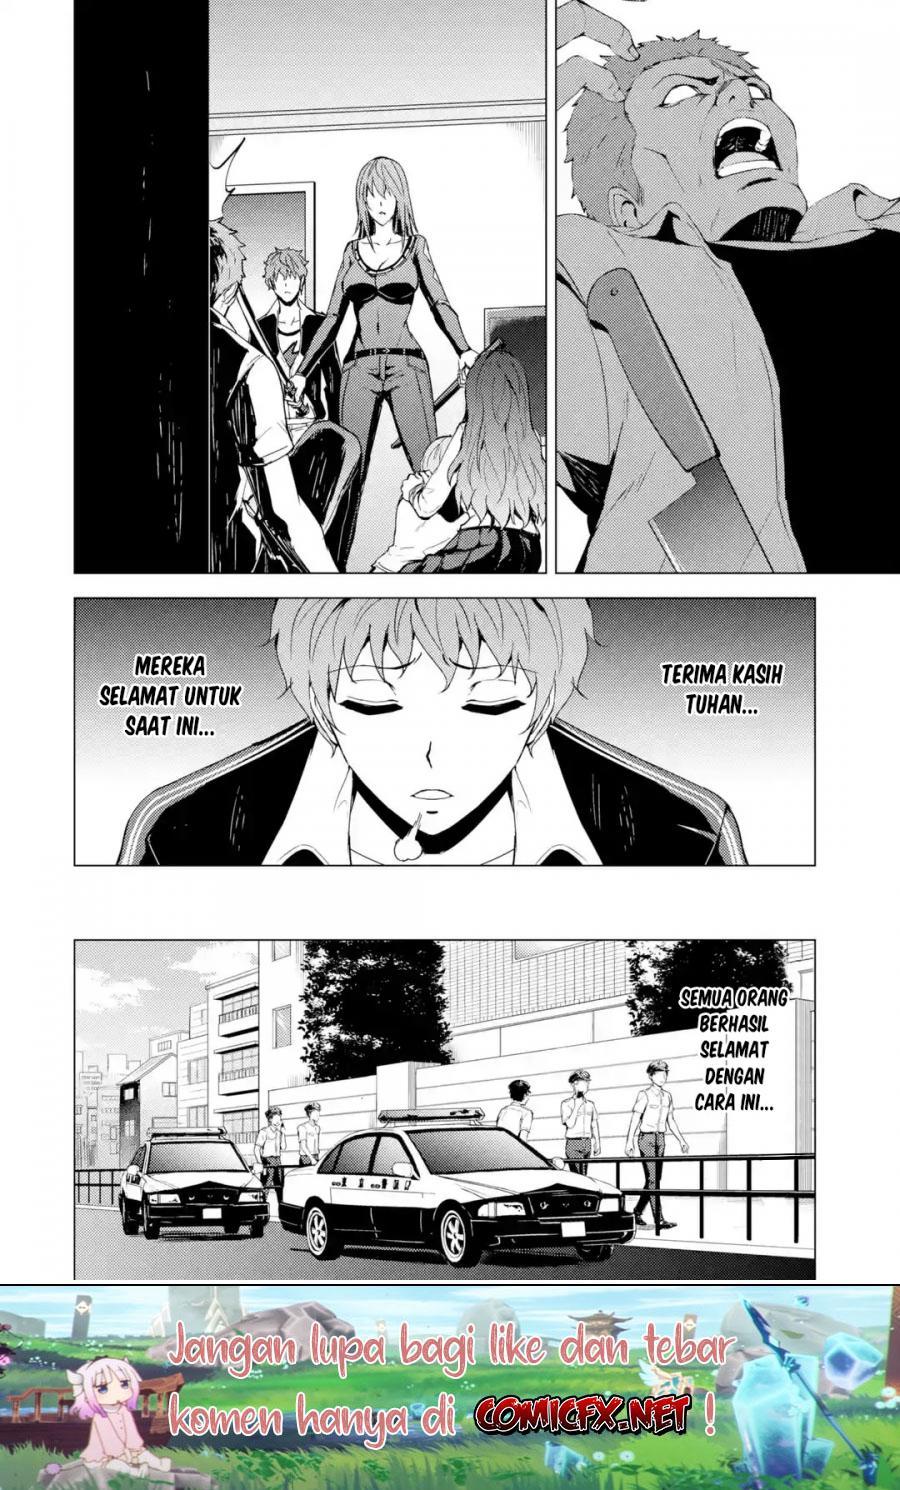 TERIMA KASIH
TUHAN...
MEREKA
SELAMAT UNTUK
SAAT INI...
SEMUA ORANG
BERHASIL
SELAMAT
DENGAN
CARA INI...
Jangan lupa bagi like dan tebar
komen hanya di COMICFX.NET !